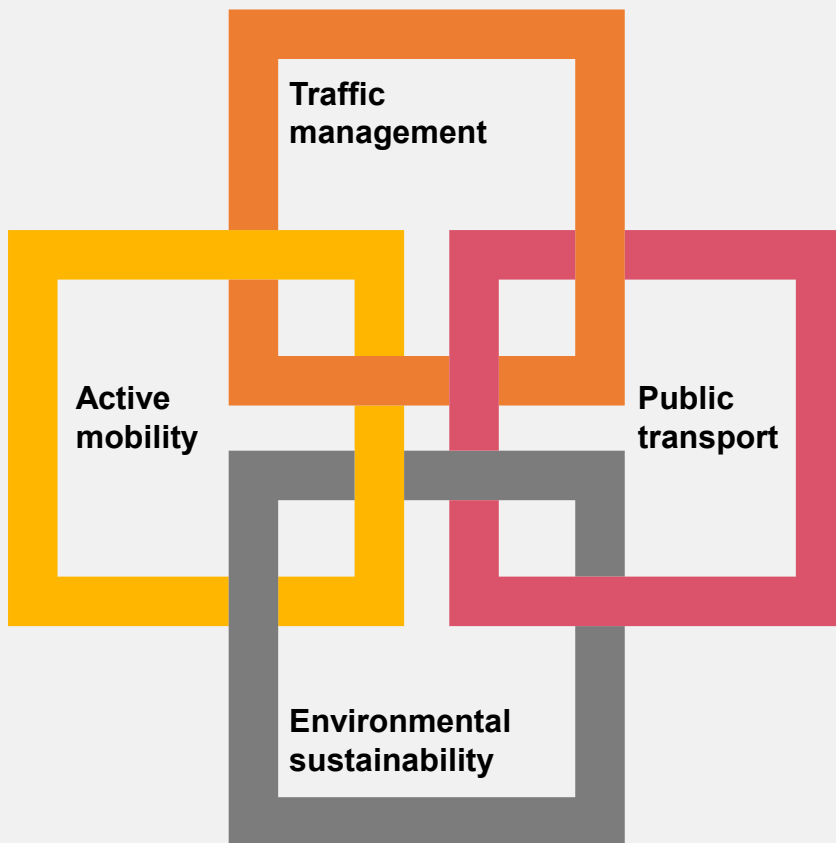 Traffic
management
Active
mobility
Public
transport
Environmental
sustainability